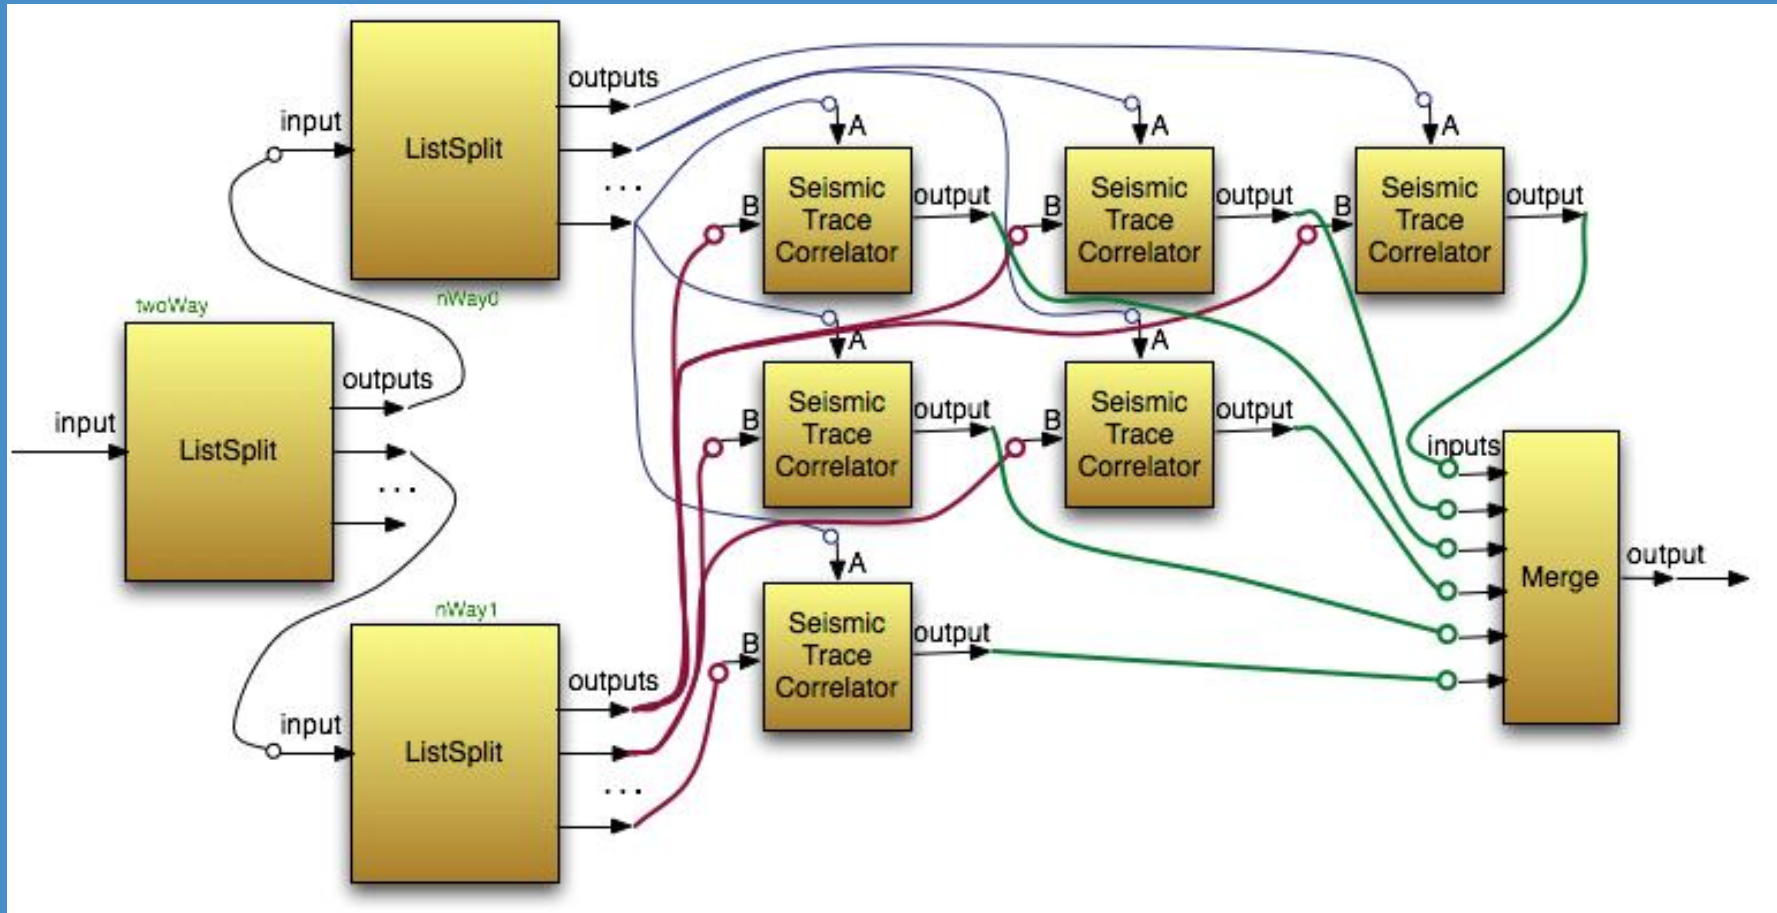 outputs
input
ListSplit
A
A
A
...
Seismic
Trace
Correlator
output
B
Seismic
Trace
Correlator
output
B
Seismic
Trace
Correlator
output
B
nWay0
twoWay
outputs
input
ListSplit
...
A
A
B
Seismic
Trace
Correlator
output
B
Seismic
Trace
Correlator
output
inputs
Merge
output
nWay1
A
B
Seismic
Trace
Correlator
output
outputs
input
ListSplit
...